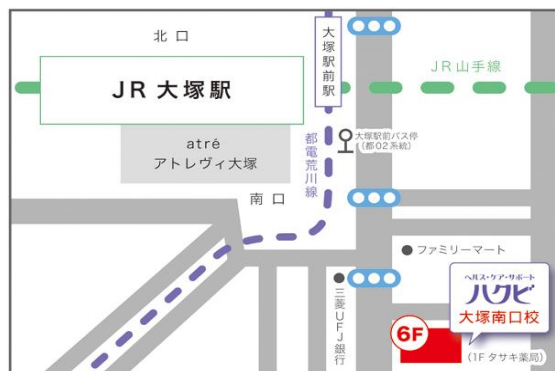 北口
大塚駅前駅
JR 大塚駅
JR山手線
atré
アトレヴィ大塚
都電荒川線
大塚駅前バス停
(都02系統)
南口
ファミリーマート
三菱UFJ銀行
ヘルス・ケア・サポート
ハクビ
大塚南口校
6F
(1F タサキ薬局)